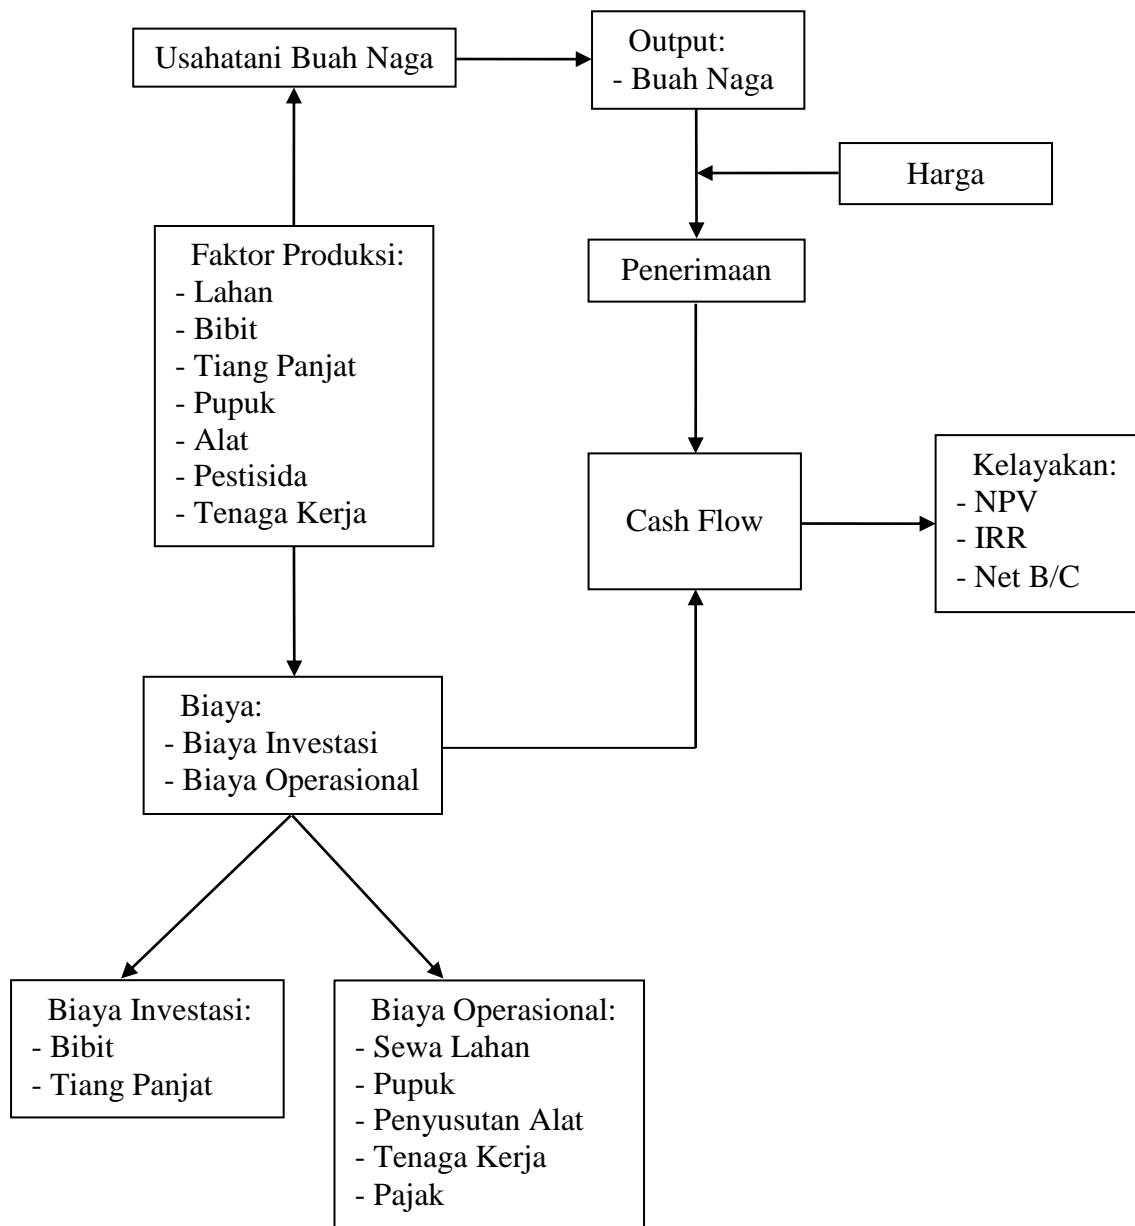 Usahatani Buah Naga
Output:
- Buah Naga
Harga
Penerimaan
Faktor Produksi:
- Lahan
- Bibit
- Tiang Panjat
- Pupuk
- Alat
- Pestisida
- Tenaga Kerja
Cash Flow
Kelayakan:
- NPV
- IRR
- Net B/C
Biaya:
- Biaya Investasi
- Biaya Operasional
Biaya Investasi:
- Bibit
- Tiang Panjat
Biaya Operasional:
- Sewa Lahan
- Pupuk
- Penyusutan Alat
- Tenaga Kerja
- Pajak